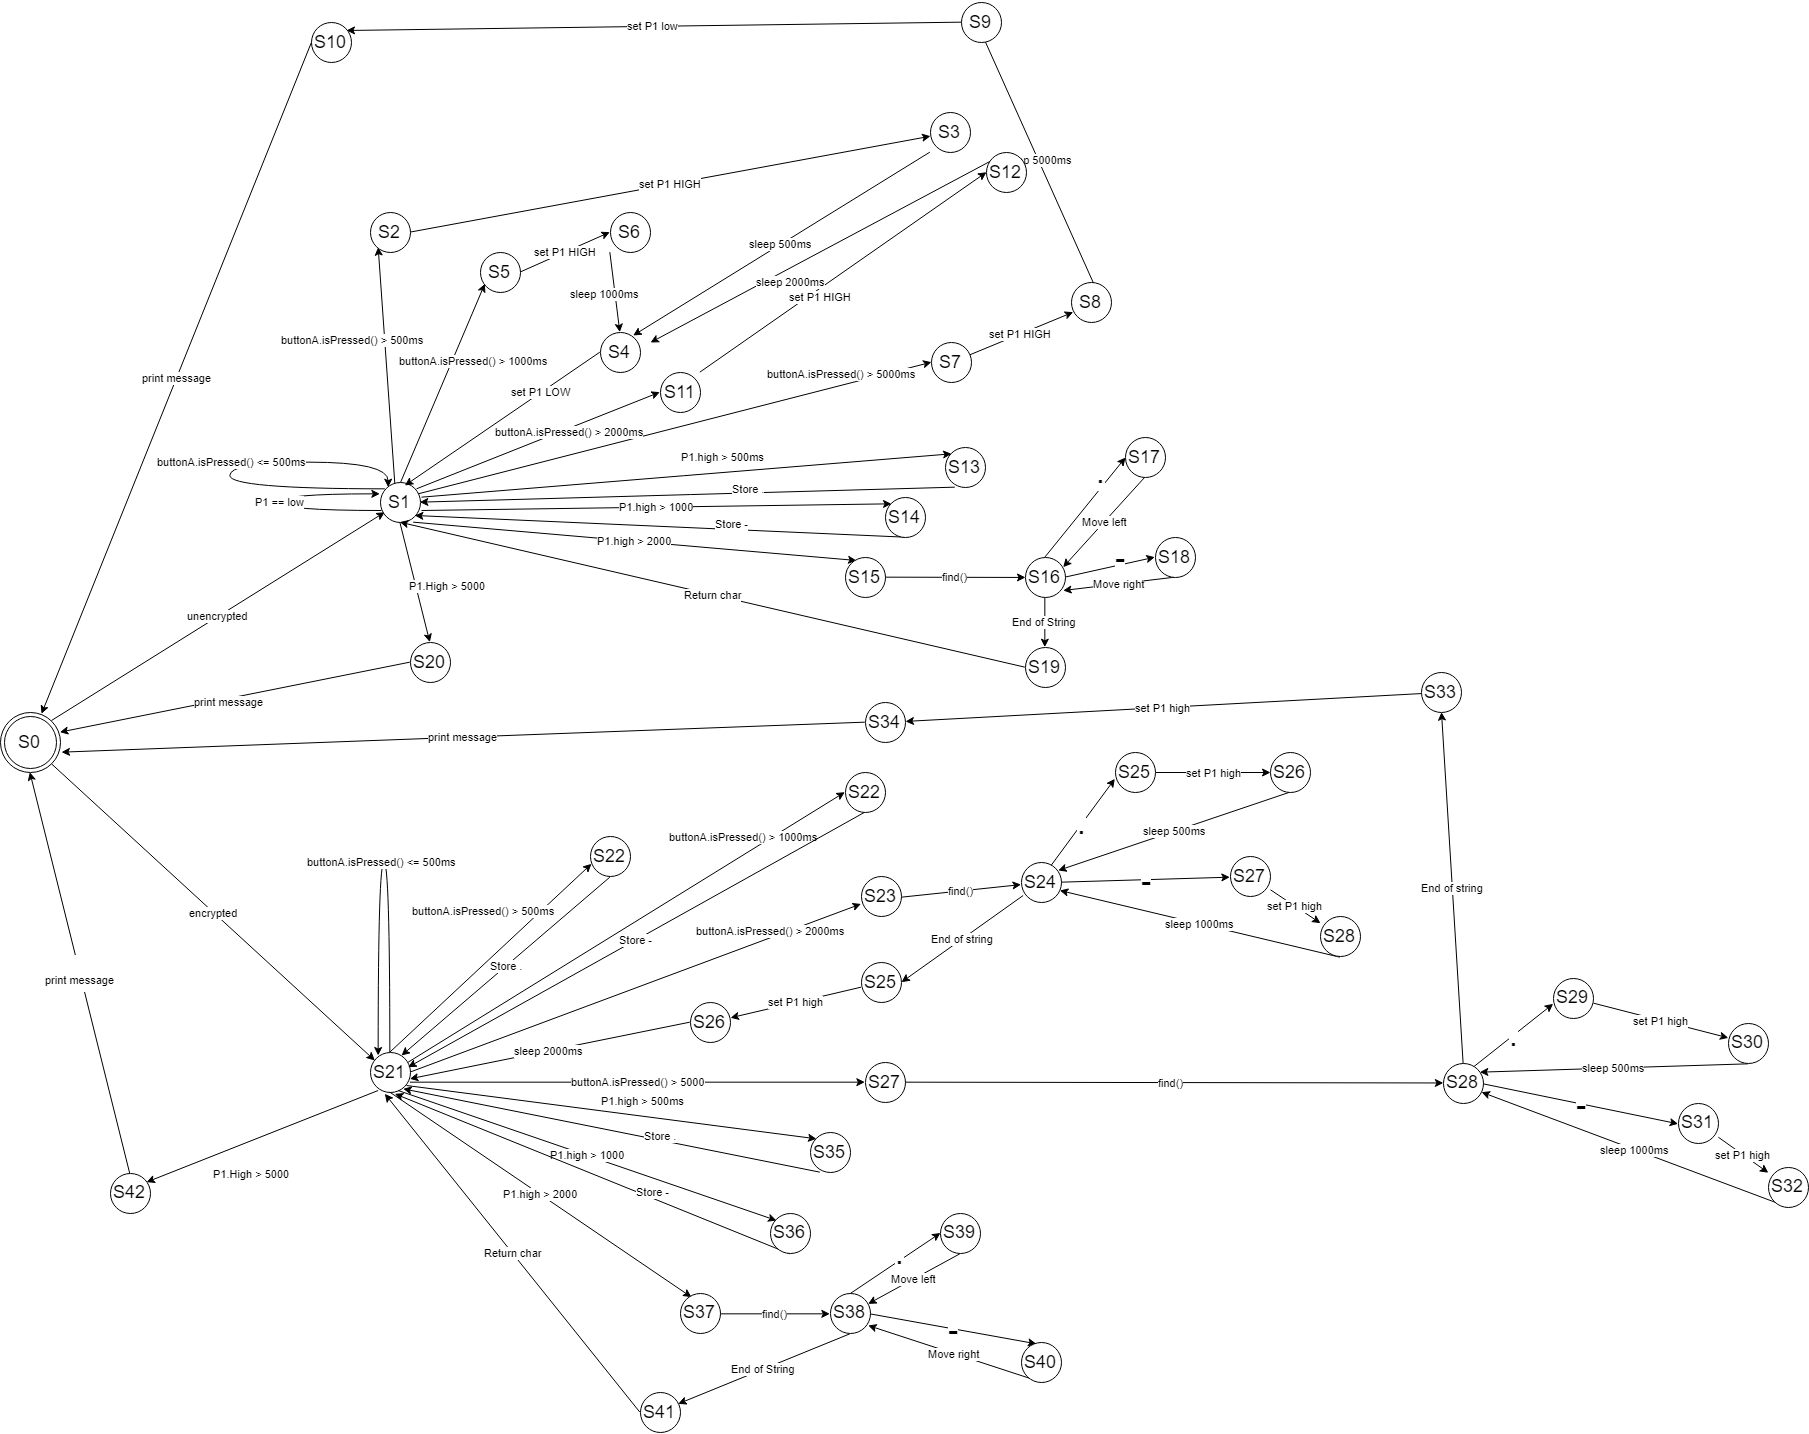 S9
set P1 low
S10
S3
p 5000ms
S12
set P1 HIGH
S2
S6
sleep 500ms
set P1 HIGH
S5
sleep 2000ms
sleep 1000ms
set P1 HIGH
S8
set P1 HIGH
buttonA.isPressed() > 500ms
S4
buttonA.isPressed() > 1000ms
S7
buttonA.isPressed() > 5000ms
print message
set P1 LOW
S11
buttonA.isPressed() > 2000ms
P1.high > 500ms
S17
buttonA.isPressed() <= 500ms
S13
.
Store .
P1 == low
S1
P1.high > 1000
S14
Store -
Move left
P1.high > 2000
-
S18
S15
find()
S16
Move right
P1.High > 5000
Return char
unencrypted
End of String
S20
S19
S33
print message
set P1 high
S34
print message
S0
S25
set P1 high
S26
S22
.
sleep 500ms
buttonA.isPressed() > 1000ms
S22
buttonA.isPressed() <= 500ms
S27
S24
-
find()
End of string
S23
set P1 high
encrypted
buttonA.isPressed() > 500ms
sleep 1000ms
buttonA.isPressed() > 2000ms
S28
Store -
End of string
Store .
print message
S25
S29
set P1 high
S26
set P1 high
sleep 2000ms
.
S30
S21
sleep 500ms
buttonA.isPressed() > 5000
S27
find()
S28
P1.high > 500ms
-
S31
Store .
S35
sleep 1000ms
P1.high > 1000
set P1 high
P1.High > 5000
S32
S42
P1.high > 2000
Store -
S36
S39
Return char
.
Move left
S37
find()
S38
-
Move right
S40
End of String
S41